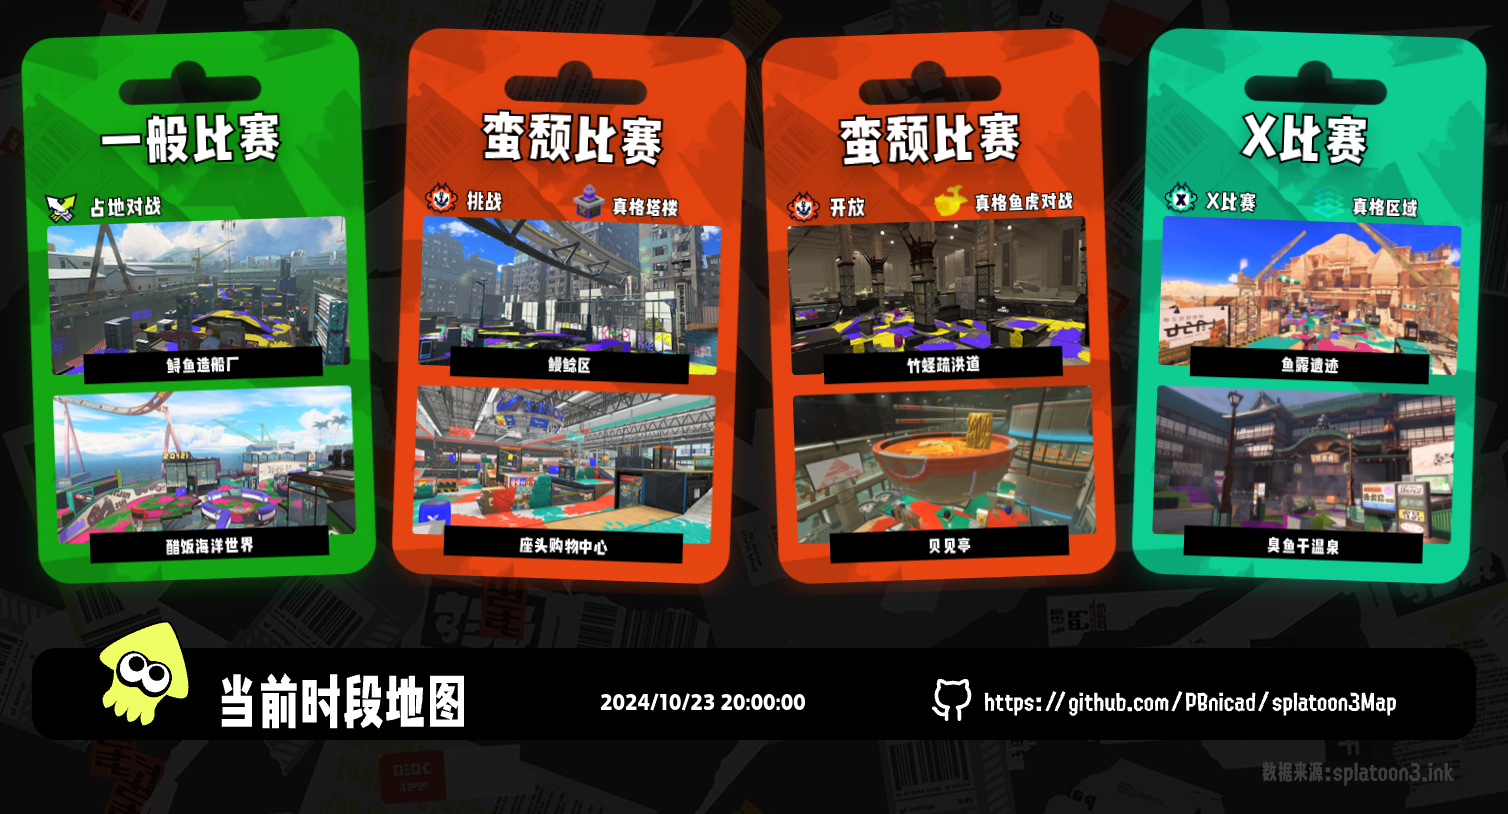 一般比赛
占地对战
鲟鱼造船厂
醋饭海洋世界
蛮颓比赛
挑战
真格塔楼
鳗鲶区
座头购物中心
蛮颓比赛
开放
真格鱼虎对战
竹蛏疏洪道
贝贝亭
X比赛
X比赛
真格区域
鱼露遗迹
臭鱼干温泉
当前时段地图
2024/10/23 20:00:00
https://github.com/PBnicad/splatoon3Map
数据来源:splatoon3.ink